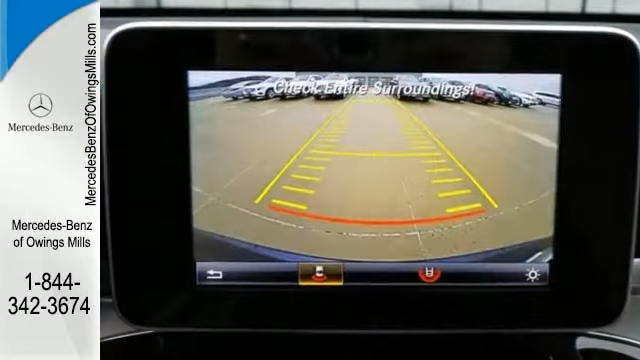 Mercedes-Benz
MercedesBenzOfOwingsMills.com
Mercedes-Benz
of Owings Mills
1-844-
342-3674
Check Entire Surroundings!